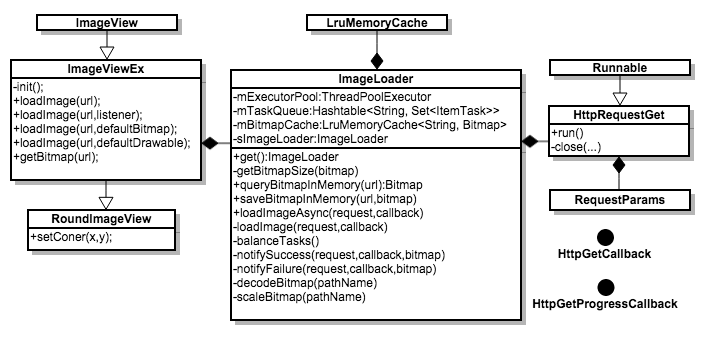 ImageView
ImageViewEx
-init();
+loadImage(url);
+loadImage(url,listener);
+loadImage(url,defaultBitmap);
+loadImage(url,defaultDrawable);
+getBitmap(url);
RoundImageView
+setConer(x,y);
LruMemoryCache
ImageLoader
-mExecutorPool:ThreadPoolExecutor
-mTaskQueue:Hashtable<String, Set<ItemTask>>
-mBitmapCache:LruMemoryCache<String, Bitmap>
-sImageLoader:ImageLoader
+get():ImageLoader
-getBitmapSize(bitmap)
+queryBitmapInMemory(url):Bitmap
+saveBitmapInMemory(url,bitmap)
+loadImageAsync(request,callback)
-loadImage(request,callback)
-balanceTasks()
-notifySuccess(request,callback,bitmap)
-notifyFailure(request,callback,bitmap)
-decodeBitmap(pathName)
-scaleBitmap(pathName)
Runnable
HttpRequestGet
+run()
-close(...)
RequestParams
HttpGetCallback
HttpGetProgressCallback